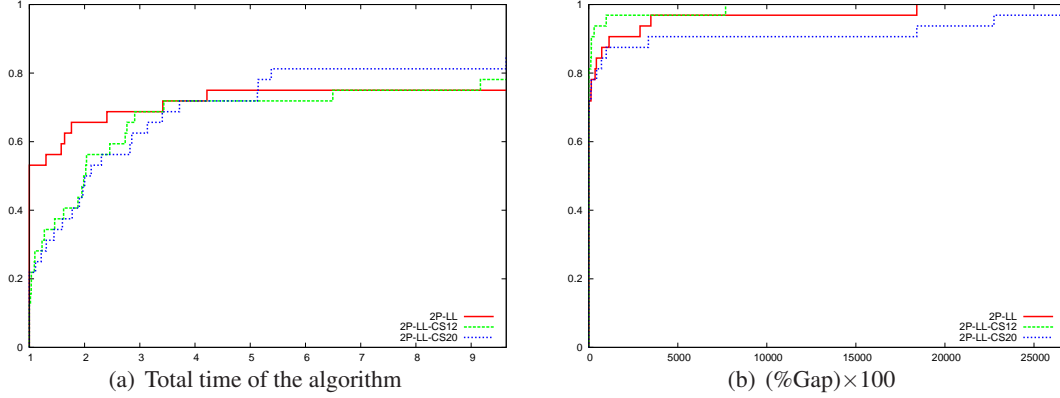 1
0.8
0.6
0.4
0.2
0
2P-LL
2P-LL-CS12
2P-LL-CS20
1 2 3 4 5 6 7 8 9
(a) Total time of the algorithm
1
0.8
0.6
0.4
0.2
0
2P-LL
2P-LL-CS12
2P-LL-CS20
0 5000 10000 15000 20000 25000
(b) (%Gap)×100